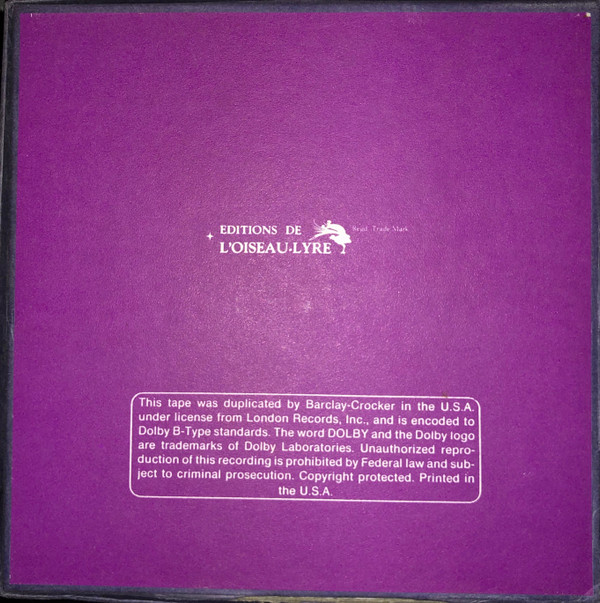 EDITIONS DE
L'OISEAU-LYRE
Regd. Trade Mark
This tape was duplicated by Barclay-Crocker in the U.S.A.
under license from London Records, Inc., and is encoded to
Dolby B-Type standards. The word DOLBY and the Dolby logo
are trademarks of Dolby Laboratories. Unauthorized repro-
duction of this recording is prohibited by Federal law and sub-
ject to criminal prosecution. Copyright protected. Printed in
the U.S.A.